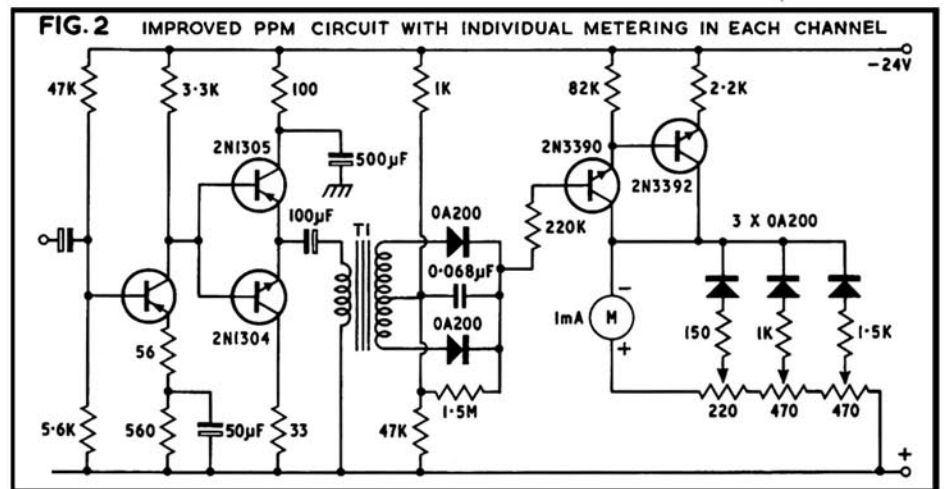 FIG. 2 IMPROVED PPM CIRCUIT WITH INDIVIDUAL METERING IN EACH CHANNEL
-24V
47K
3·3K
100
1K
82K
2·2K
2N1305
500µF
2N3390
2N3392
100µF
T1
0A200
220K
3 X 0A200
0·068µF
0A200
1mA
M
-
+
150
1K
1·5K
56
2N1304
1·5M
220
470
470
5·6K
560
50µF
33
47K
+